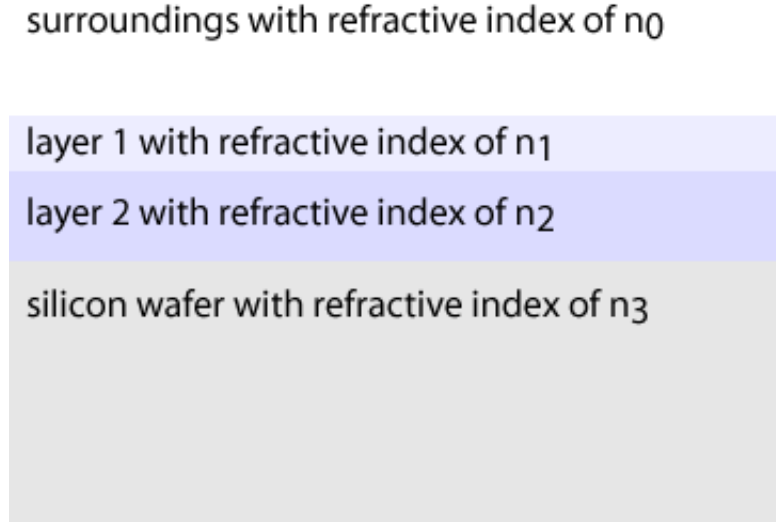 surroundings with refractive index of n0
layer 1 with refractive index of n1
layer 2 with refractive index of n2
silicon wafer with refractive index of n3